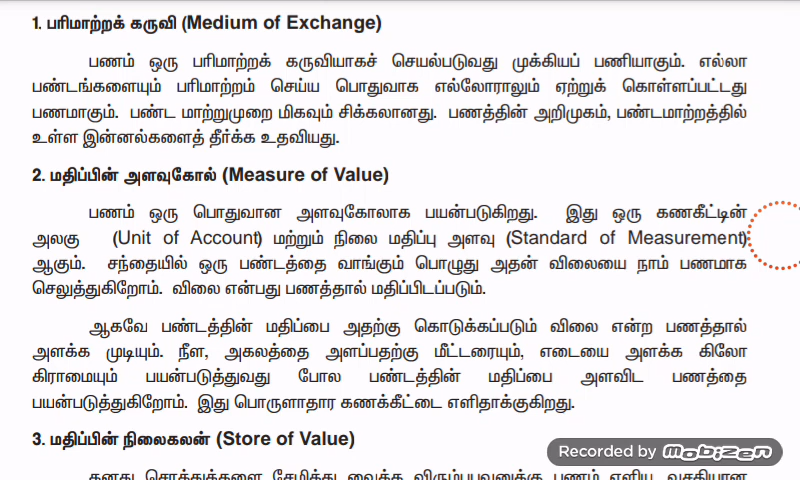 1. பரிமாற்றக் கருவி (Medium of Exchange)
பணம் ஒரு பரிமாற்றக் கருவியாகச் செயல்படுவது முக்கியப் பணியாகும். எல்லா
பண்டங்களையும் பரிமாற்றம் செய்ய பொதுவாக எல்லோராலும் ஏற்றுக் கொள்ளப்பட்டது
பணமாகும். பண்ட மாற்றுமுறை மிகவும் சிக்கலானது. பணத்தின் அறிமுகம், பண்டமாற்றத்தில்
உள்ள இன்னல்களைத் தீர்க்க உதவியது.
2. மதிப்பின் அளவுகோல் (Measure of Value)
பணம் ஒரு பொதுவான அளவுகோலாக பயன்படுகிறது. இது ஒரு கணகீட்டின்
அலகு (Unit of Account) மற்றும் நிலை மதிப்பு அளவு (Standard of Measurement)
ஆகும். சந்தையில் ஒரு பண்டத்தை வாங்கும் பொழுது அதன் விலையை நாம் பணமாக
செலுத்துகிறோம். விலை என்பது பணத்தால் மதிப்பிடப்படும்.
ஆகவே பண்டத்தின் மதிப்பை அதற்கு கொடுக்கப்படும் விலை என்ற பணத்தால்
அளக்க முடியும். நீள, அகலத்தை அளப்பதற்கு மீட்டரையும், எடையை அளக்க கிலோ
கிராமையும் பயன்படுத்துவது போல பண்டத்தின் மதிப்பை அளவிட பணத்தை
பயன்படுத்துகிறோம். இது பொருளாதார கணக்கீட்டை எளிதாக்குகிறது.
3. மதிப்பின் நிலைகலன் (Store of Value)
தனது சொத்துக்களை சேமித்து வைக்க விரும்புபவனுக்கு பணம் எளிய, வசதியான
Recorded by mobizen